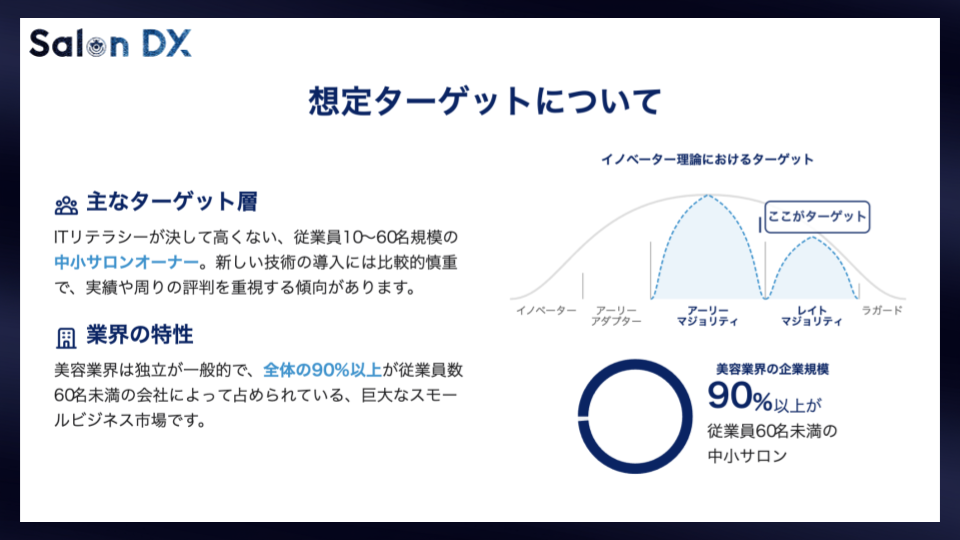 Salon DX
想定ターゲットについて
主なターゲット層
ITリテラシーが決して高くない、従業員10〜60名規模の
中小サロンオーナー。新しい技術の導入には比較的慎重
で、実績や周りの評判を重視する傾向があります。
業界の特性
美容業界は独立が一般的で、全体の90%以上が従業員数
60名未満の会社によって占められている、巨大なスモー
ルビジネス市場です。
イノベーター理論におけるターゲット
ここがターゲット
イノベーター
アーリー
アダプター
アーリー
マジョリティ
レイト
マジョリティ
ラガード
美容業界の企業規模
90%以上が
従業員60名未満の
中小サロン